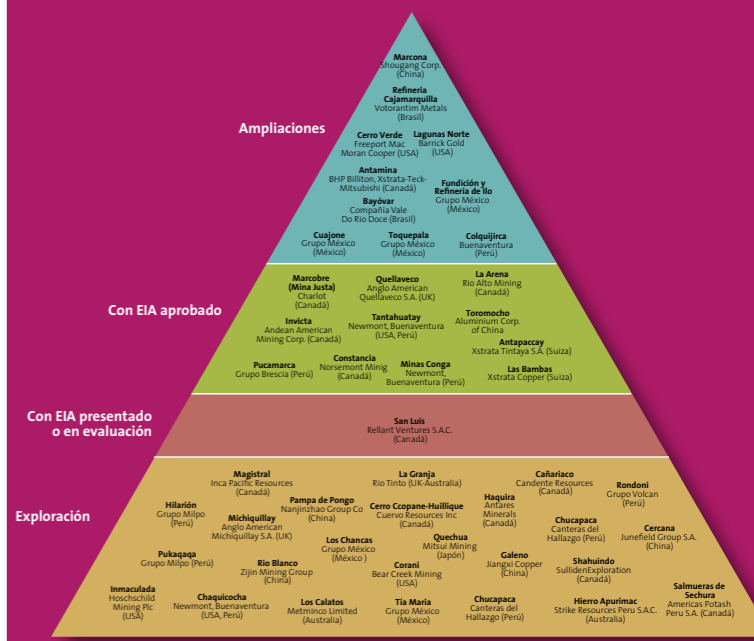 Marcona
Shougang Corp.
(China)
Refinería
Cajamarquilla
Votorantim Metals
(Brasil)
Ampliaciones
Cerro Verde
Freeport Mac
Moran Cooper (USA)
Lagunas Norte
Barrick Gold
(USA)
Antamina
BHP Billiton, Xstrata-Teck-
Mitsubishi (Canadá)
Fundición y
Refinería de Ilo
Grupo México
(México)
Bayóvar
Compañia Vale
Do Rio Doce (Brasil)
Cuajone
Grupo México
(México)
Toquepala
Grupo México
(México)
Colquijirca
Buenaventura
(Perú)
Con EIA aprobado
Marcobre
(Mina Justa)
Charlot
(Canadá)
Quellaveco
Anglo American
Quellaveco S.A. (UK)
La Arena
Rio Alto Mining
(Canadá)
Invicta
Andean American
Mining Corp. (Canadá)
Tantahuatay
Newmont, Buenaventura
(USA, Perú)
Toromocho
Aluminium Corp.
of China
Antapaccay
Xstrata Tintaya S.A. (Suiza)
Pucamarca
Grupo Brescia (Perú)
Constancia
Norsemont Minig
(Canadá)
Minas Conga
Newmont,
Buenaventura (Perú)
Las Bambas
Xstrata Copper (Suiza)
Con EIA presentado
o en evaluación
San Luis
Rellant Ventures S.A.C.
(Canadá)
Exploración
Magistral
Inca Pacific Resources
(Canadá)
La Granja
Rio Tinto (UK-Australia)
Cañariaco
Candente Resources
(Canadá)
Rondoni
Grupo Volcan
(Perú)
Hilarión
Grupo Milpo
(Perú)
Pampa de Pongo
Nanjinzhao Group Co
(China)
Cerro Ccopane-Huillique
Cuervo Resources Inc
(Canadá)
Haquira
Antares
Minerals
(Canadá)
Michiquillay
Anglo American
Michiquillay S.A. (UK)
Chucapaca
Canteras del
Hallazgo (Perú)
Cercana
Junefield Group S.A.
(China)
Los Chancas
Grupo México
(México )
Quechua
Mitsui Mining
(Japón)
Pukaqaqa
Grupo Milpo (Perú)
Rio Blanco
Zijin Mining Group
(China)
Corani
Bear Creek Mining
(USA)
Galeno
Jiangxi Copper
(China)
Shahuindo
SullidenExploration
(Canadá)
Inmaculada
Hoschschild
Mining Plc
(USA)
Chaquicocha
Newmont, Buenaventura
(USA, Perú)
Los Calatos
Metminco Limited
(Australia)
Tía María
Grupo México
(México)
Chucapaca
Canteras del
Hallazgo (Perú)
Hierro Apurimac
Strike Resources Peru S.A.C.
(Australia)
Salmueras de
Sechura
Americas Potash
Peru S.A. (Canadá)